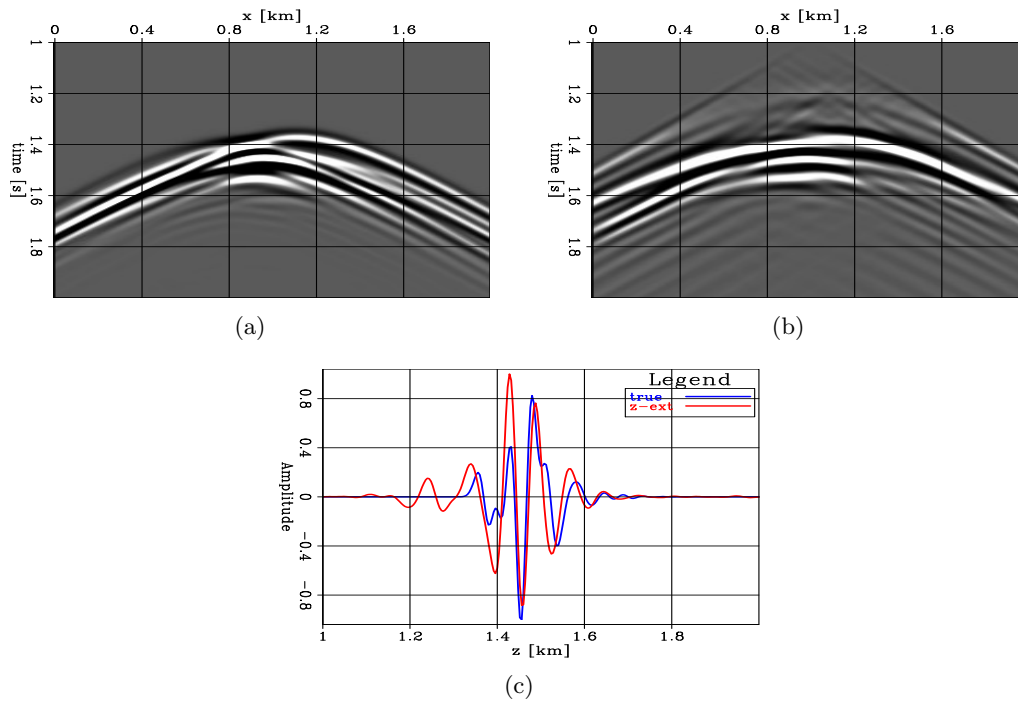 x [km]
0 0.4 0.8 1.2 1.6
1 1.2 1.4 1.6 1.8
time [s]
(a)
x [km]
0 0.4 0.8 1.2 1.6
1 1.2 1.4 1.6 1.8
time [s]
(b)
Legend
true
z-ext
0.8 0.4 0 -0.4 -0.8
Amplitude
1 1.2 1.4 1.6 1.8
z [km]
(c)